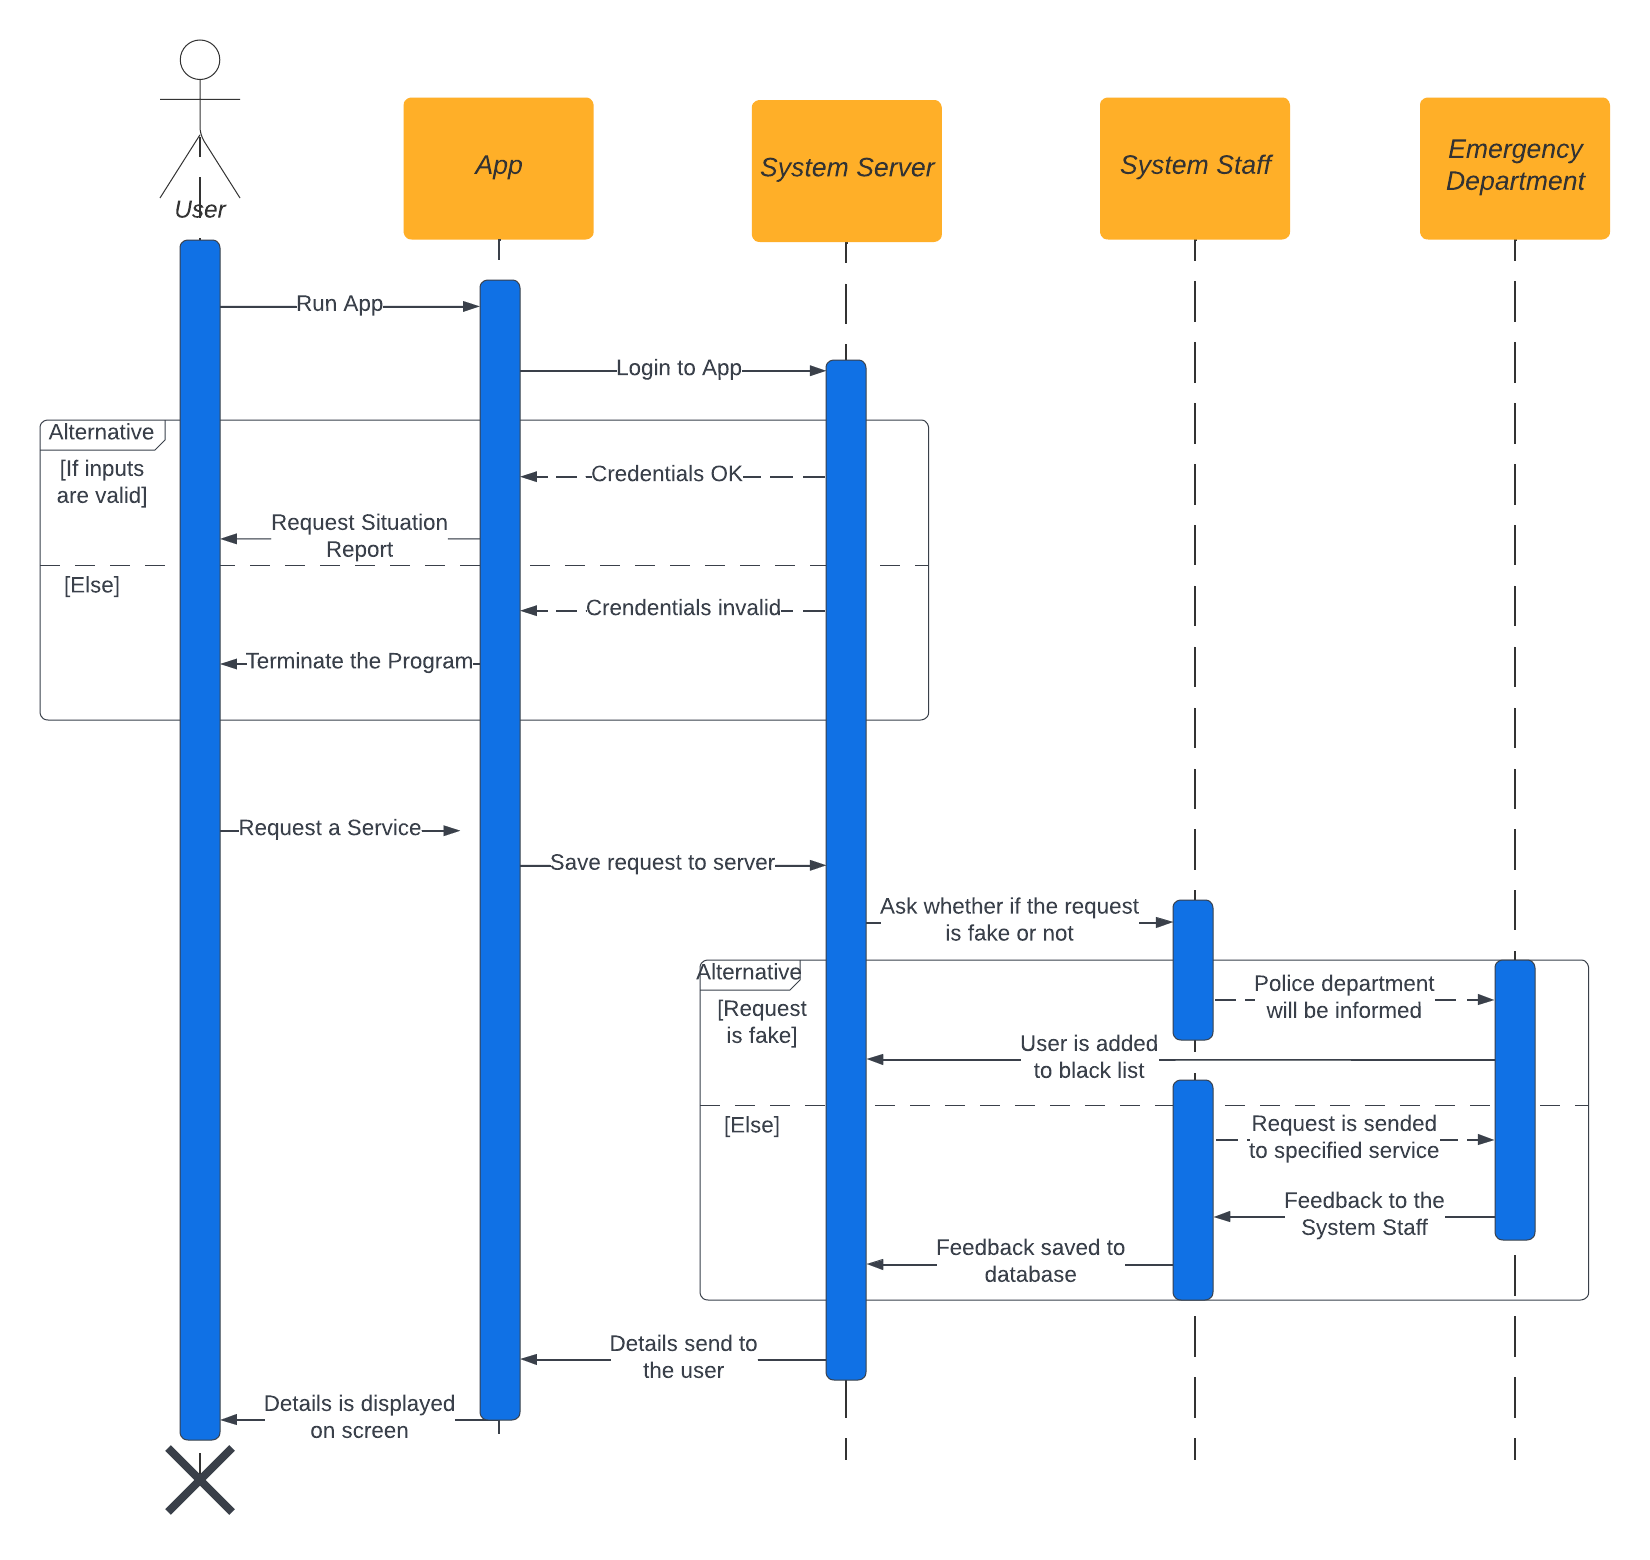 User
App
System Server
System Staff
Emergency
Department
Run App
Login to App
Alternative
[If inputs
are valid]
Credentials OK
Request Situation
Report
[Else]
Crendentials invalid
Terminate the Program
Request a Service
Save request to server
Ask whether if the request
is fake or not
Alternative
[Request
is fake]
Police department
will be informed
User is added
to black list
[Else]
Request is sended
to specified service
Feedback to the
System Staff
Feedback saved to
database
Details send to
the user
Details is displayed
on screen